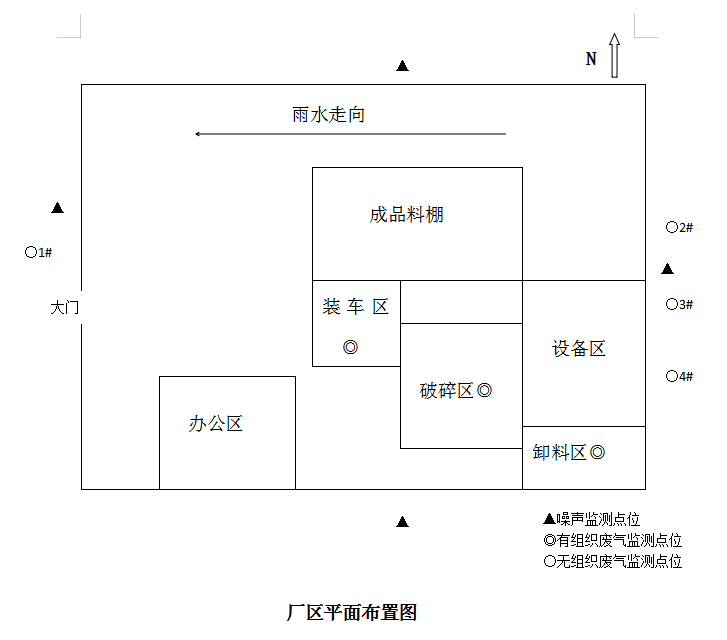 N
雨水走向
成品料棚
2#
1#
大门
装 车 区
3#
◎
设备区
4#
破碎区◎
办公区
卸料区◎
▲噪声监测点位
◎有组织废气监测点位
○无组织废气监测点位
厂区平面布置图